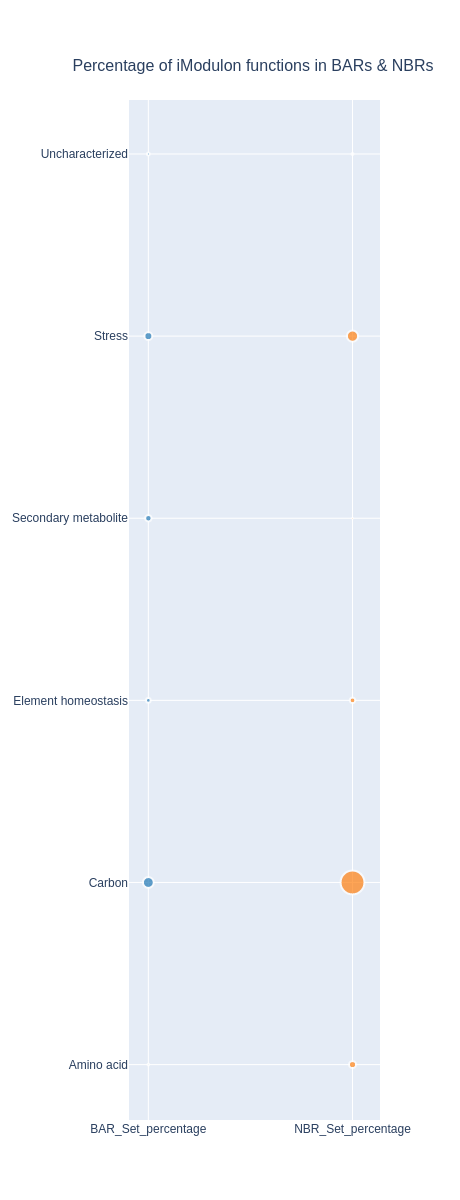 Percentage of iModulon functions in BARs & NBRs
Uncharacterized
Stress
Secondary metabolite
Element homeostasis
Carbon
Amino acid
BAR_Set_percentage
NBR_Set_percentage